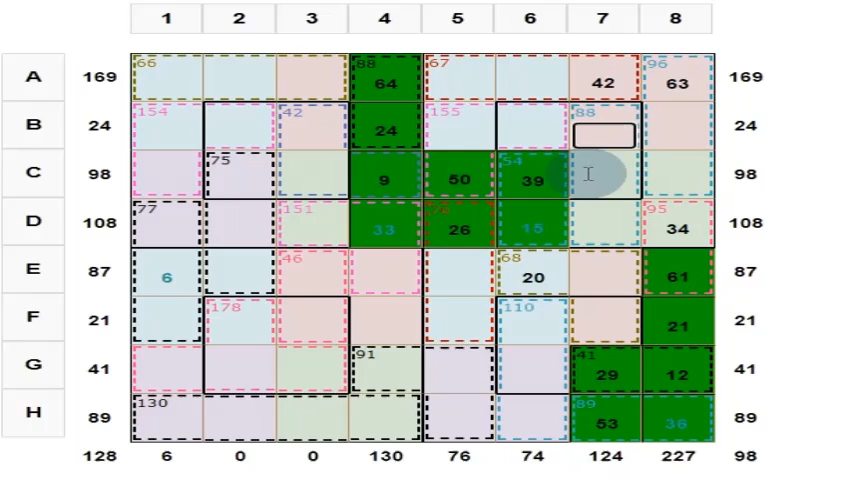 1 2 3 4 5 6 7 8
A 169 66 88 67 96 169
64 42 63
B 24 154 42 155 88 24
24
C 98 75 54 98
9 50 39
D 108 77 151 76 95 108
33 26 15 34
E 87 46 68 87
6 20 61
F 21 178 110 21
21
G 41 91 41 41
29 12
H 89 130 89 89
53 36
128 6 0 0 130 76 74 124 227 98